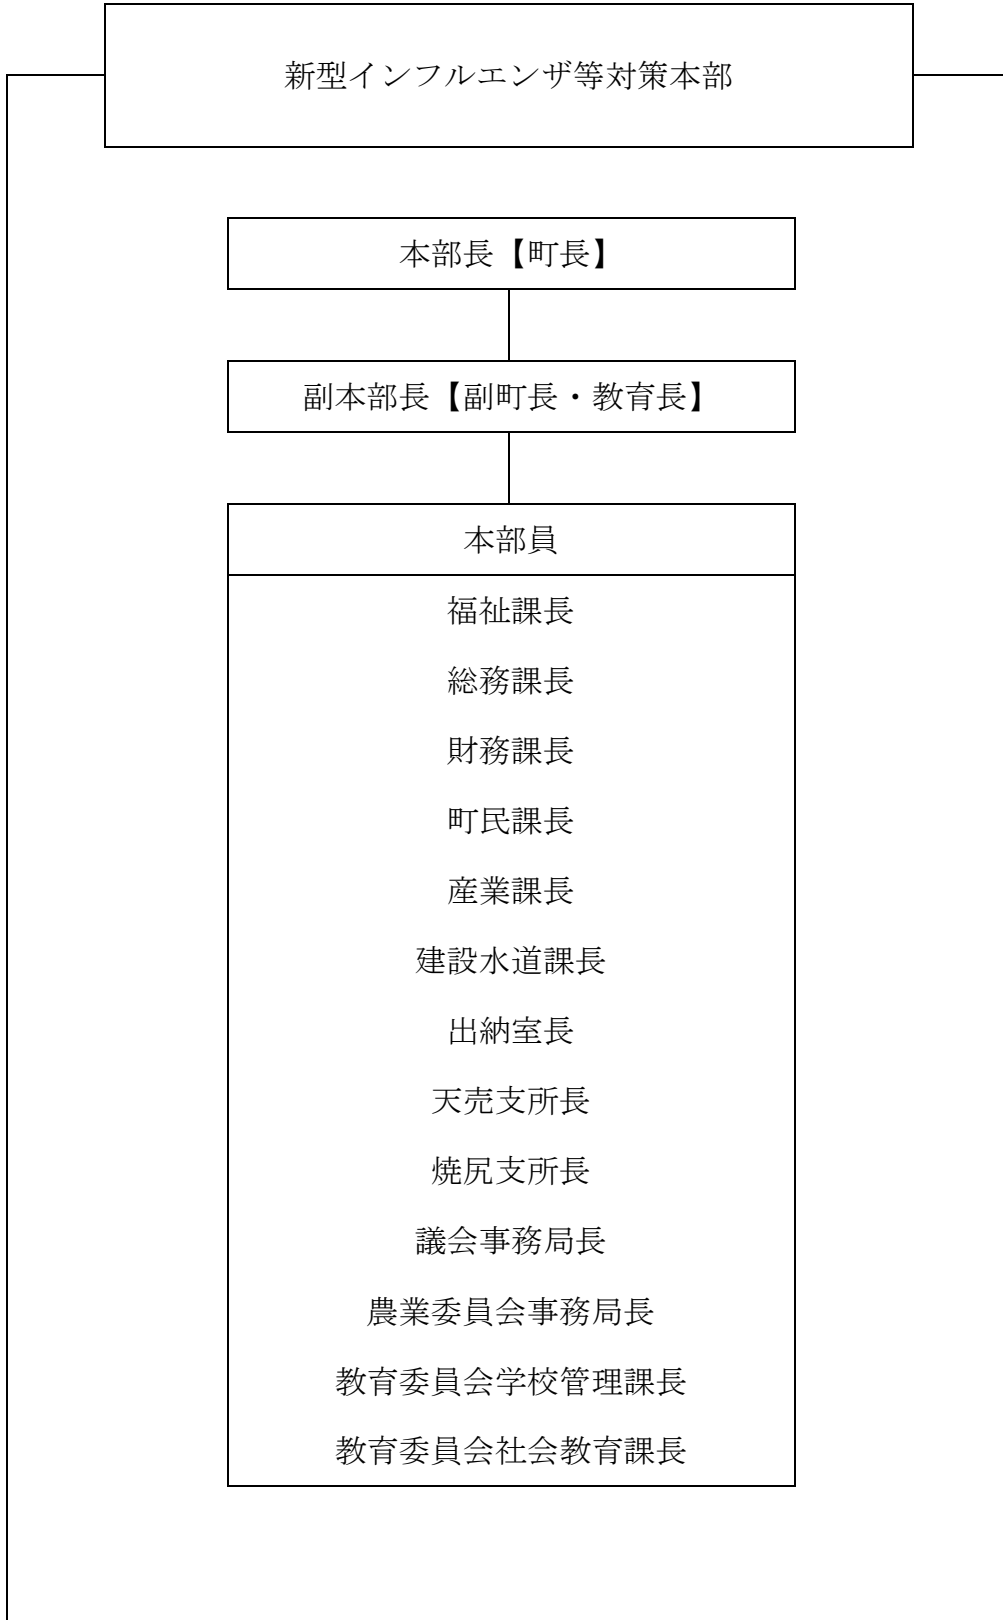 新型インフルエンザ等対策本部
本部長【町長】
副本部長【副町長・教育長】
本部員
福祉課長
総務課長
財務課長
町民課長
産業課長
建設水道課長
出納室長
天売支所長
焼尻支所長
議会事務局長
農業委員会事務局長
教育委員会学校管理課長
教育委員会社会教育課長